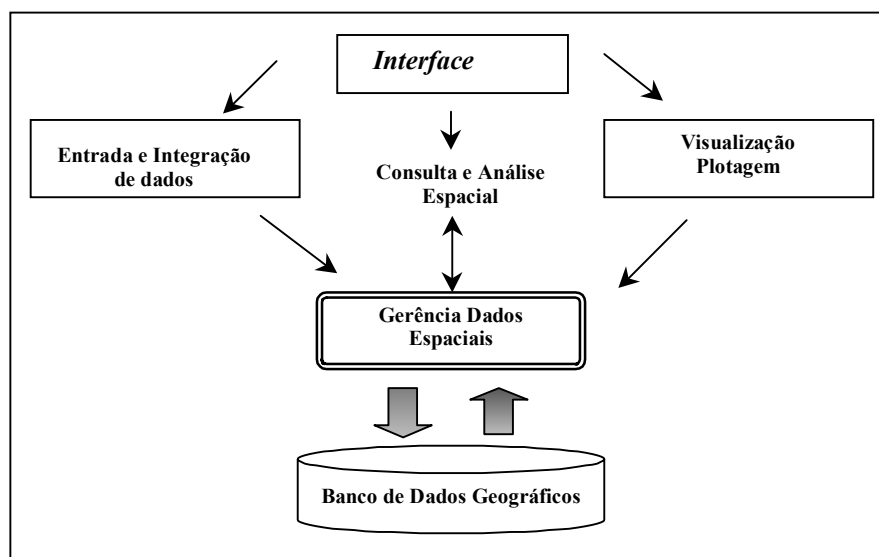 Interface
Entrada e Integração
de dados
Consulta e Análise
Espacial
Visualização
Plotagem
Gerência Dados
Espaciais
Banco de Dados Geográficos